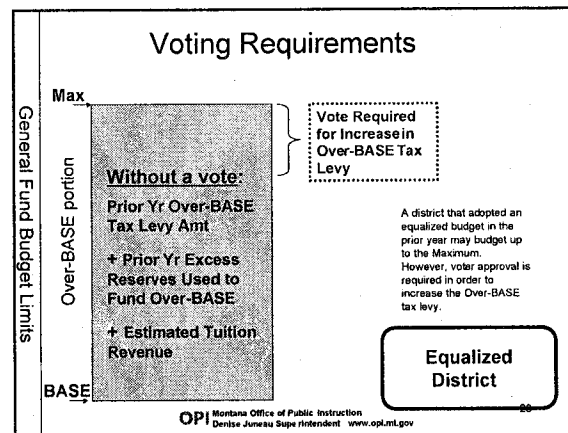 Voting Requirements
General Fund Budget Limits
Over-BASE portion
Max
BASE
Without a vote:
Prior Yr Over-BASE
Tax Levy Amt
+ Prior Yr Excess
Reserves Used to
Fund Over-BASE
+ Estimated Tuition
Revenue
Vote Required
for Increase in
Over-BASE Tax
Levy
A district that adopted an
equalized budget in the
prior year may budget up
to the Maximum.
However, voter approval is
required in order to
increase the Over-BASE
tax levy.
Equalized
District
OPI Montana Office of Public Instruction
Denise Juneau Superintendent www.opi.mt.gov